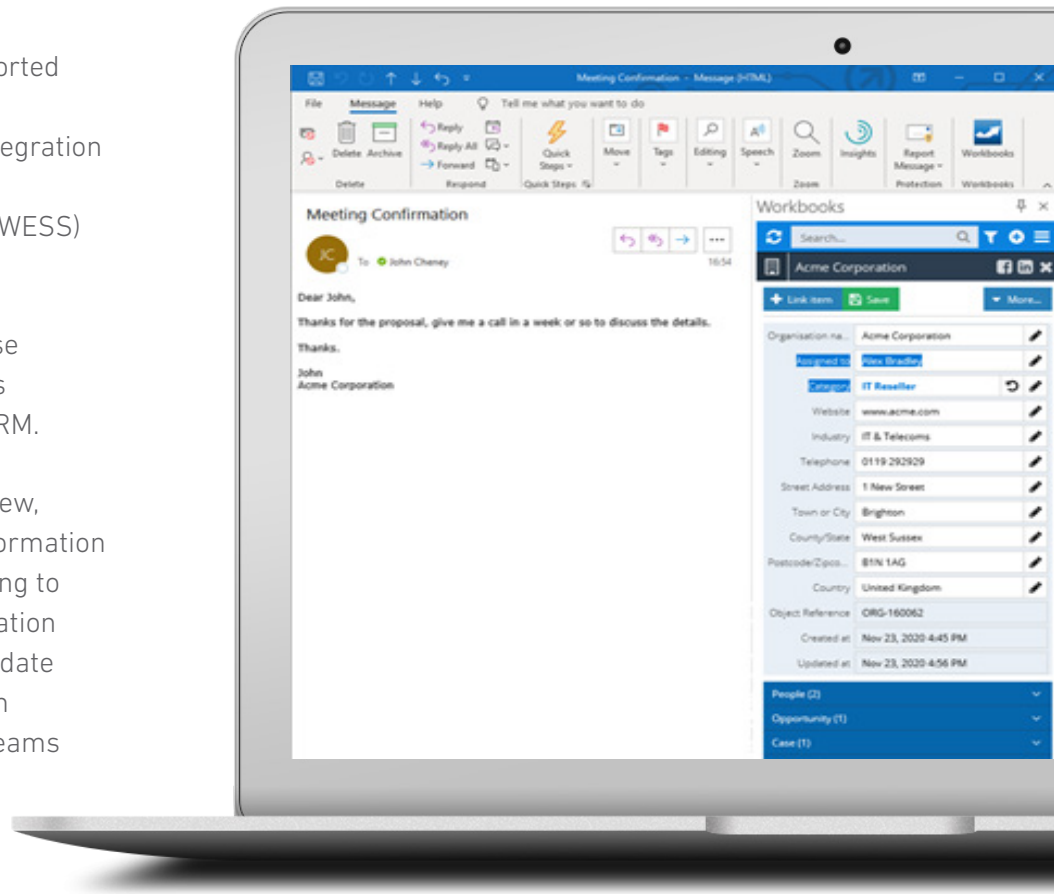 orted
egration
WESS)
se
s
RM.
ew,
ormation
ng to
ation
date
n
eams
Meeting Confirmation - Message (HTML)
File Message Help Tell me what you want to do
Delete Archive
Reply
Reply All
Forward
Quick Steps
Move
Tags
Editing
Speech
Zoom
Insights
Report Message
Workbooks
Delete Respond Quick Steps Zoom Protection Workbooks
Meeting Confirmation
JC
To John Cheney
16:54
Dear John,
Thanks for the proposal, give me a call in a week or so to discuss the details.
Thanks.
John
Acme Corporation
Workbooks
Search...
Acme Corporation
Link item Save More...
Organisation na... Acme Corporation
Assigned to Alex Bradley
Category IT Reseller
Website www.acme.com
Industry IT & Telecoms
Telephone 0119 292929
Street Address 1 New Street
Town or City Brighton
County/State West Sussex
Postcode/Zipco... B1N 1AG
Country United Kingdom
Object Reference ORG-160062
Created at Nov 23, 2020 4:45 PM
Updated at Nov 23, 2020 4:56 PM
People (2)
Opportunity (1)
Case (1)